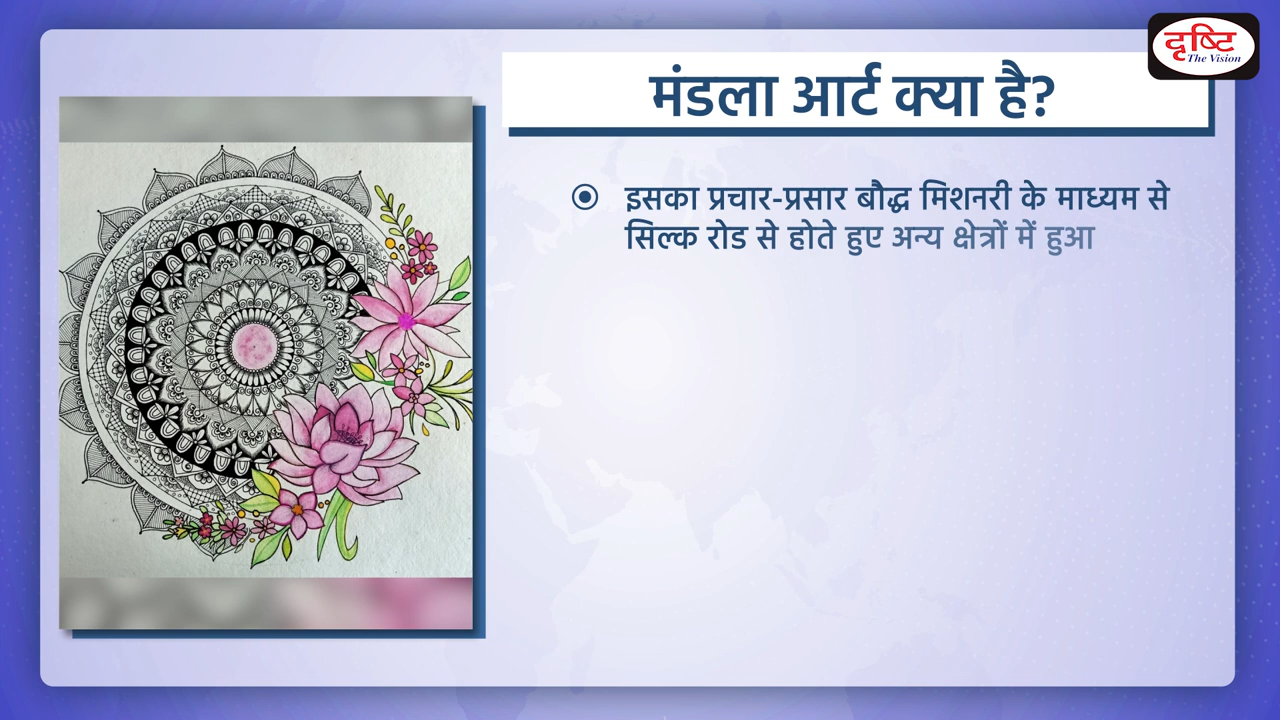 दृष्टि
The Vision
मंडला आर्ट क्या है?
इसका प्रचार-प्रसार बौद्ध मिशनरी के माध्यम से
सिल्क रोड से होते हुए अन्य क्षेत्रों में हुआ